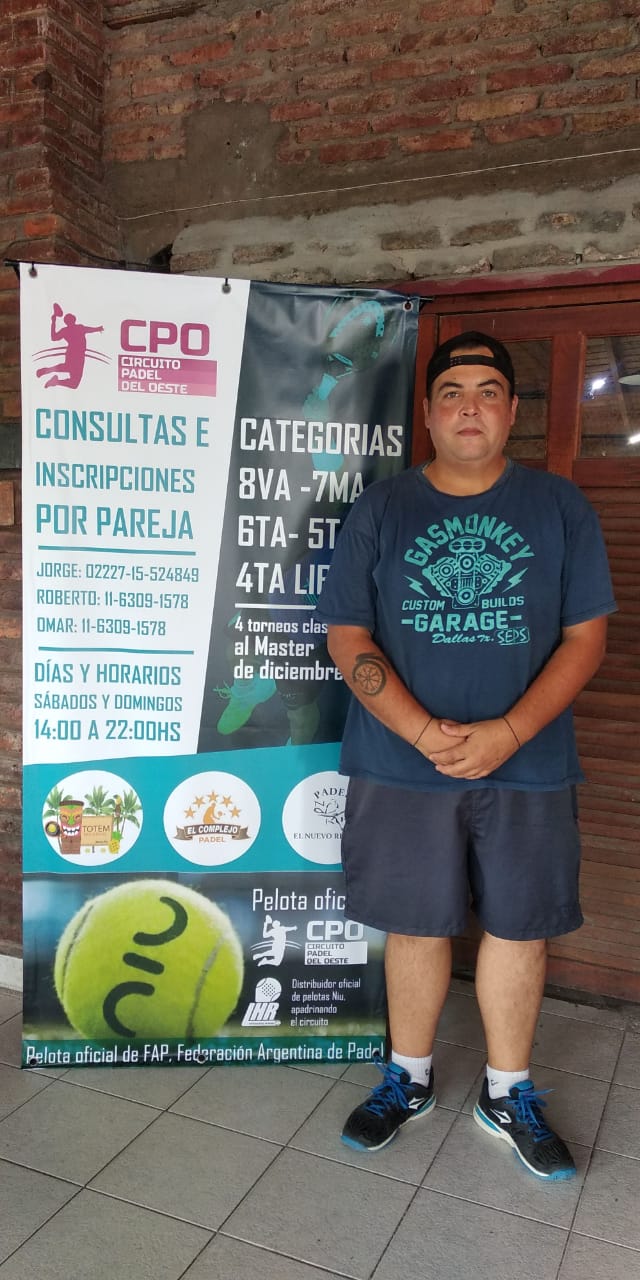 CPO
CIRCUITO
PADEL
DEL OESTE
CONSULTAS E
INSCRIPCIONES
POR PAREJA
JORGE: 02227-15-524849
ROBERTO: 11-6309-1578
OMAR: 11-6309-1578
DÍAS Y HORARIOS
SÁBADOS Y DOMINGOS
14:00 A 22:00HS
CATEGORIAS
8VA -7MA
6TA- 5T
4TA
4 torneos clas
al Master
de diciembre
TOTEM
EL COMPLEJO
PADEL
PADEL
EL NUEVO
Pelota ofic
CPO
CIRCUITO
PADEL
DEL OESTE
LHR
Distribuidor oficial
de pelotas Niu,
apadrinando
el circuito
Pelota oficial de FAP, Federación Argentina de Padel
GASMONKEY
CUSTOM BUILDS
-GARAGE-
Dallas Tx.